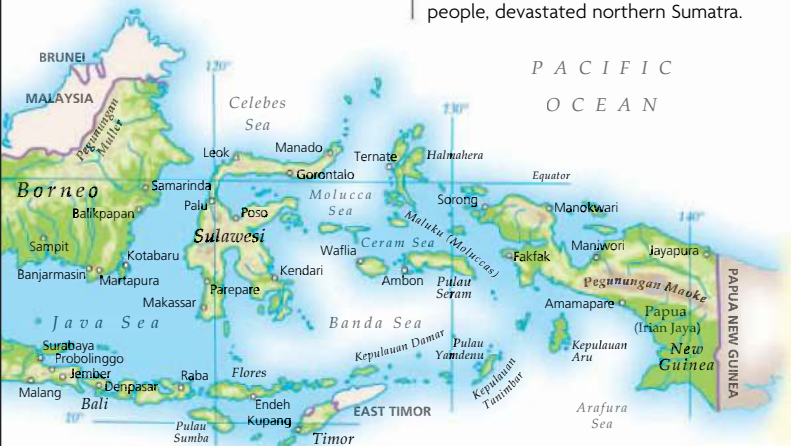 people, devastated northern Sumatra.
BRUNEI
MALAYSIA
Pegunungan
Muller
120°
Celebes
Sea
PACIFIC
OCEAN
130°
Leok
Manado
Ternate
Halmahera
Gorontalo
Equator
Borneo
Samarinda
Molucca
Sea
Sorong
Manokwari
140°
Balikpapan
Palu
Poso
Maluku (Moluccas)
Sampit
Sulawesi
Waflia
Ceram Sea
Fakfak
Maniwori
Jayapura
Kotabaru
Banjarmasin
Martapura
Kendari
Ambon
Pulau
Seram
Pegunungan Maoke
Parepare
Makassar
Amamapare
Papua
(Irian Jaya)
PAPUA NEW GUINEA
Java Sea
Banda Sea
New
Guinea
Surabaya
Probolinggo
Kepulauan Damar
Pulau
Yamdenu
Kepulauan
Aru
Jember
Malang
Denpasar
Raba
Flores
Kepulauan
Tanimbar
Bali
Endeh
EAST TIMOR
Arafura
Sea
10°
Pulau
Sumba
Kupang
Timor